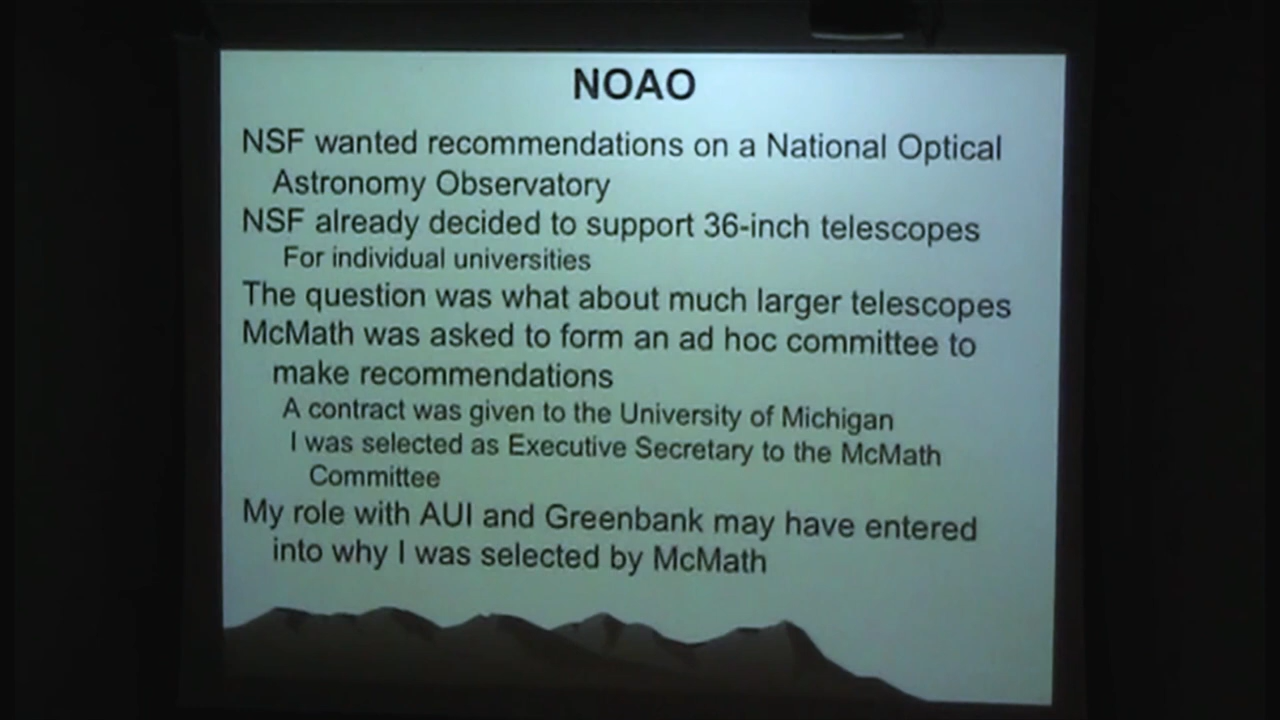 NOAO
NSF wanted recommendations on a National Optical
Astronomy Observatory
NSF already decided to support 36-inch telescopes
For individual universities
The question was what about much larger telescopes
McMath was asked to form an ad hoc committee to
make recommendations
A contract was given to the University of Michigan
I was selected as Executive Secretary to the McMath
Committee
My role with AUI and Greenbank may have entered
into why I was selected by McMath